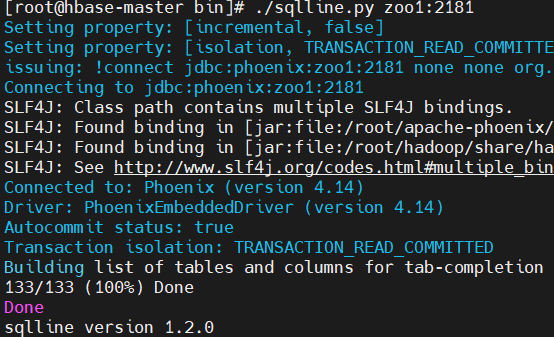 [root@hbase-master bin]# ./sqlline.py zoo1:2181
Setting property: [incremental, false]
Setting property: [isolation, TRANSACTION_READ_COMMITTE
issuing: !connect jdbc:phoenix:zoo1:2181 none none org.
Connecting to jdbc:phoenix:zoo1:2181
SLF4J: Class path contains multiple SLF4J bindings.
SLF4J: Found binding in [jar:file:/root/apache-phoenix/
SLF4J: Found binding in [jar:file:/root/hadoop/share/ha
SLF4J: See http://www.slf4j.org/codes.html#multiple_bin
Connected to: Phoenix (version 4.14)
Driver: PhoenixEmbeddedDriver (version 4.14)
Autocommit status: true
Transaction isolation: TRANSACTION_READ_COMMITTED
Building list of tables and columns for tab-completion
133/133 (100%) Done
Done
sqlline version 1.2.0